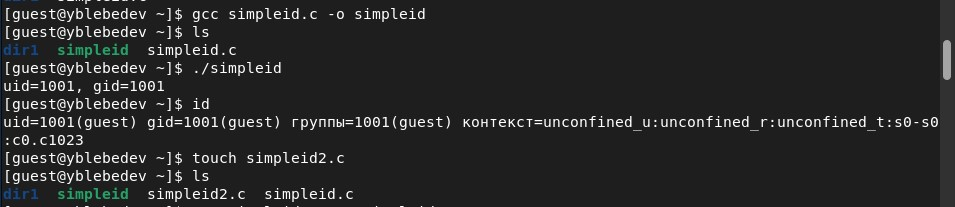 [guest@yblebedev ~]$ gcc simpleid.c -o simpleid
[guest@yblebedev ~]$ ls
dir1  simpleid  simpleid.c
[guest@yblebedev ~]$ ./simpleid
uid=1001, gid=1001
[guest@yblebedev ~]$ id
uid=1001(guest) gid=1001(guest) группы=1001(guest) контекст=unconfined_u:unconfined_r:unconfined_t:s0-s0
:c0.c1023
[guest@yblebedev ~]$ touch simpleid2.c
[guest@yblebedev ~]$ ls
dir1  simpleid  simpleid2.c  simpleid.c